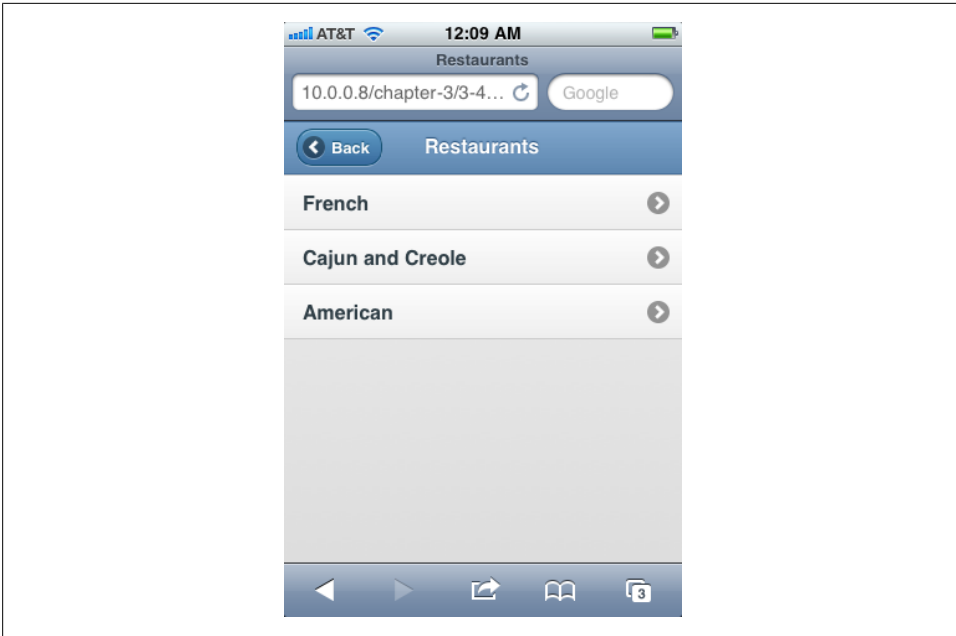 AT&T 12:09 AM
Restaurants
10.0.0.8/chapter-3/3-4... Google
Back Restaurants
French
Cajun and Creole
American
3